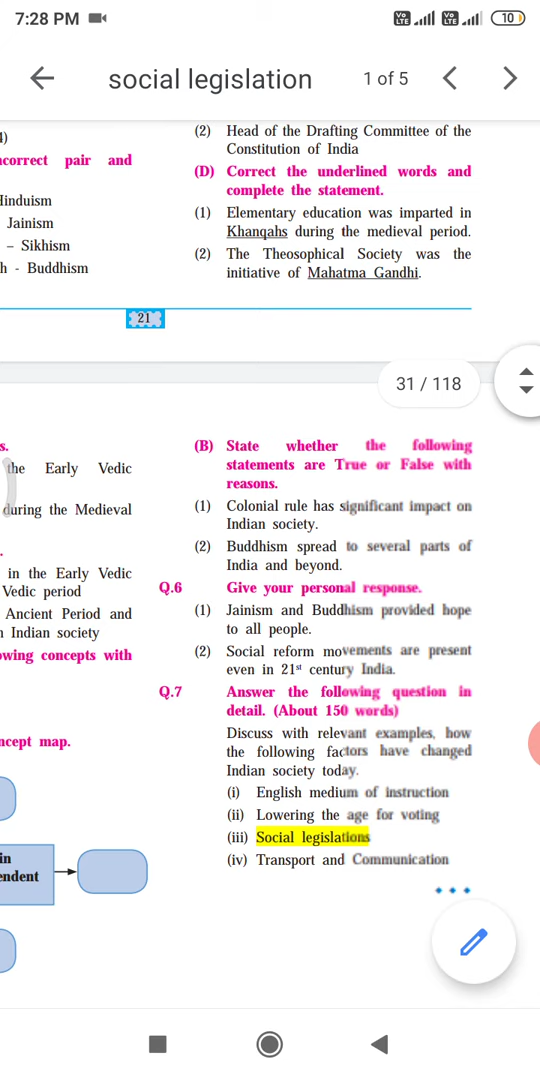 7:28 PM
Vo LTE Vo LTE 10
social legislation 1 of 5
Hinduism
Jainism
– Sikhism
- Buddhism
pair and
(2) Head of the Drafting Committee of the
Constitution of India
(D) Correct the underlined words and
complete the statement.
(1) Elementary education was imparted in
Khanqahs during the medieval period.
(2) The Theosophical Society was the
initiative of Mahatma Gandhi.
21
31 / 118
the Early Vedic
during the Medieval
in the Early Vedic
Vedic period
Ancient Period and
Indian society
concepts with
map.
in
(B) State whether the following
statements are True or False with
reasons.
(1) Colonial rule has significant impact on
Indian society.
(2) Buddhism spread to several parts of
India and beyond.
Q.6 Give your personal response.
(1) Jainism and Buddhism provided hope
to all people.
(2) Social reform movements are present
even in 21st century India.
Q.7 Answer the following question in
detail. (About 150 words)
Discuss with relevant examples, how
the following factors have changed
Indian society today.
(i) English medium of instruction
(ii) Lowering the age for voting
(iii) Social legislations
(iv) Transport and Communication